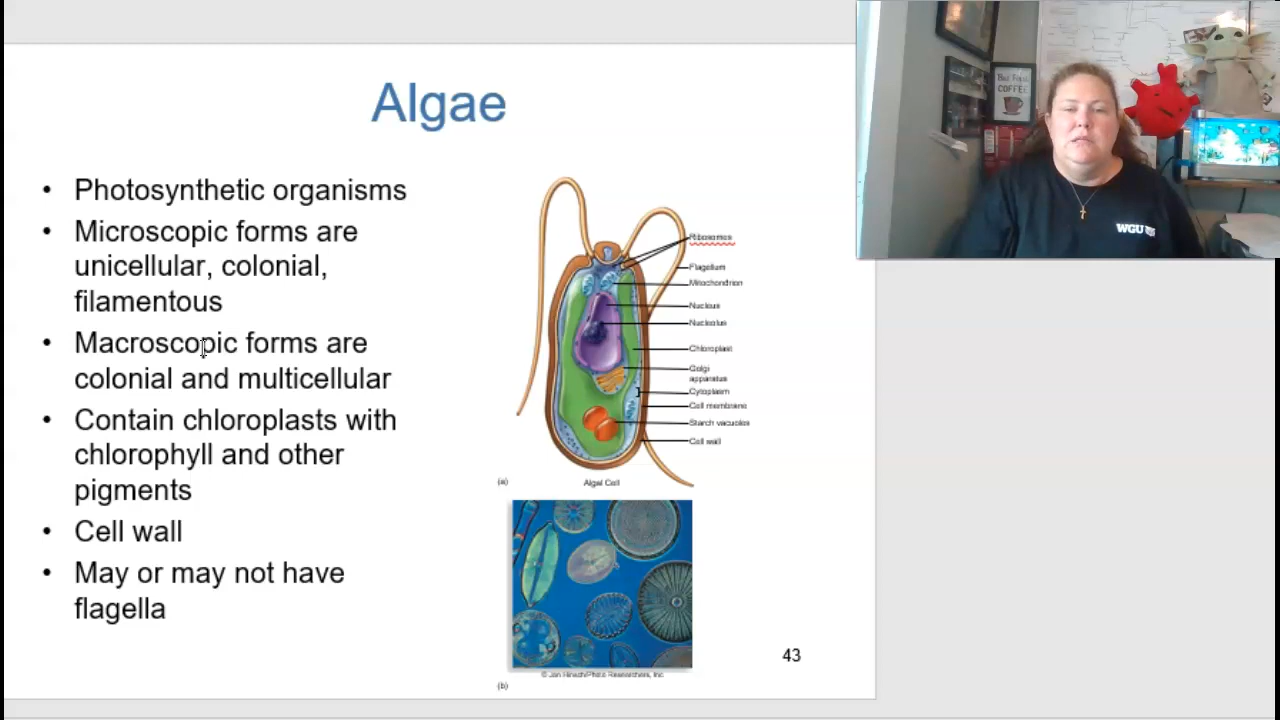 Algae
• Photosynthetic organisms
• Microscopic forms are
unicellular, colonial,
filamentous
• Macroscopic forms are
colonial and multicellular
• Contain chloroplasts with
chlorophyll and other
pigments
• Cell wall
• May or may not have
flagella
Ribosomes
Flagellum
Mitochondrion
Nucleus
Nucleolus
Chloroplast
Golgi
apparatus
Cytoplasm
Cell membrane
Starch vacuoles
Cell wall
(a)
Algal Cell
© Jan Hinsch/Photo Researchers, Inc
(b)
43
COFFEE
WGU